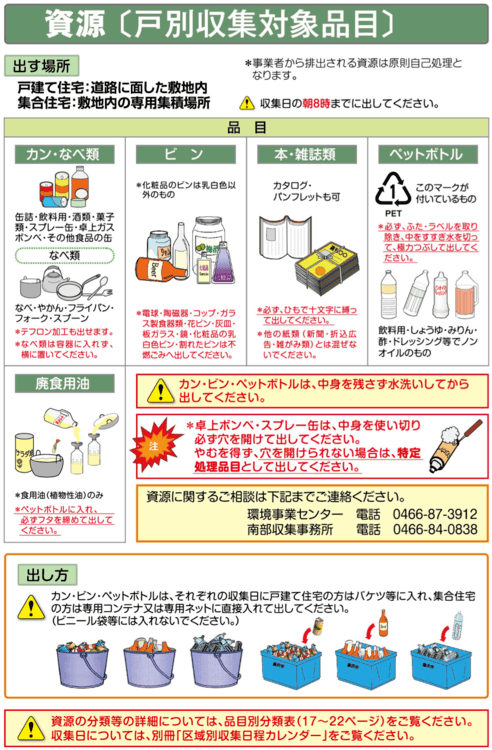 資源〔戸別収集対象品目〕
出す場所
戸建て住宅：道路に面した敷地内
集合住宅：敷地内の専用集積場所
＊事業者から排出される資源は原則自己処理と
なります。
収集日の朝8時までに出してください。
品 目
カン・なべ類
缶詰・飲料用・酒類・菓子
類・スプレー缶・卓上ガス
ボンベ・その他食品の缶
なべ類
なべ・やかん・フライパン・
フォーク・スプーン
＊テフロン加工も出せます。
＊なべ類は容器に入れず、
横に置いてください。
ビ ン
＊化粧品のビンは乳白色以
外のもの
Beer
＊電球・陶磁器・コップ・ガラ
ス製食器類・花ビン・灰皿・
板ガラス・鏡・化粧品の乳
白色ビン・割れたビンは不
燃ごみへ出してください。
本・雑誌類
カタログ・
パンフレットも可
＊必ず、ひもで十文字に縛っ
て出してください。
＊他の紙類（新聞・折込広
告・雑がみ類）とは混ぜな
いでください。
ペットボトル
1
PET
このマークが
付いているもの
＊必ず、ふた・ラベルを取り
除き、中をすすぎ水を切っ
て、極力つぶして出してく
ださい。
飲料用・しょうゆ・みりん・
酢・ドレッシング等でノン
オイルのもの
廃食用油
サラダ油
＊食用油（植物性油）のみ
＊ペットボトルに入れ、
必ずフタを締めて出して
ください。
カン・ビン・ペットボトルは、中身を残さず水洗いしてから
出してください。
注
＊卓上ボンベ・スプレー缶は、中身を使い切り
必ず穴を開けて出してください。
やむを得ず、穴を開けられない場合は、特定
処理品目として出してください。
資源に関するご相談は下記までご連絡ください。
環境事業センター 電話 0466-87-3912
南部収集事務所 電話 0466-84-0838
出し方
カン・ビン・ペットボトルは、それぞれの収集日に戸建て住宅の方はバケツ等に入れ、集合住宅
の方は専用コンテナ又は専用ネットに直接入れて出してください。
（ビニール袋等には入れないでください。）
資源の分類等の詳細については、品目別分類表（17～22ページ）をご覧ください。
収集日については、別冊「区域別収集日程カレンダー」をご覧ください。